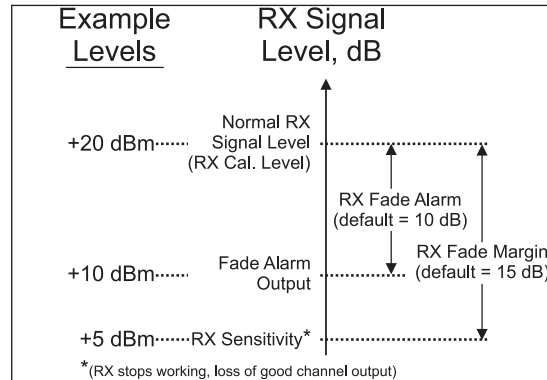 Example
Levels
RX Signal
Level, dB
+20 dBm
Normal RX
Signal Level
(RX Cal. Level)
RX Fade Alarm
(default = 10 dB)
RX Fade Margin
(default = 15 dB)
+10 dBm
Fade Alarm
Output
+5 dBm
RX Sensitivity*
*(RX stops working, loss of good channel output)